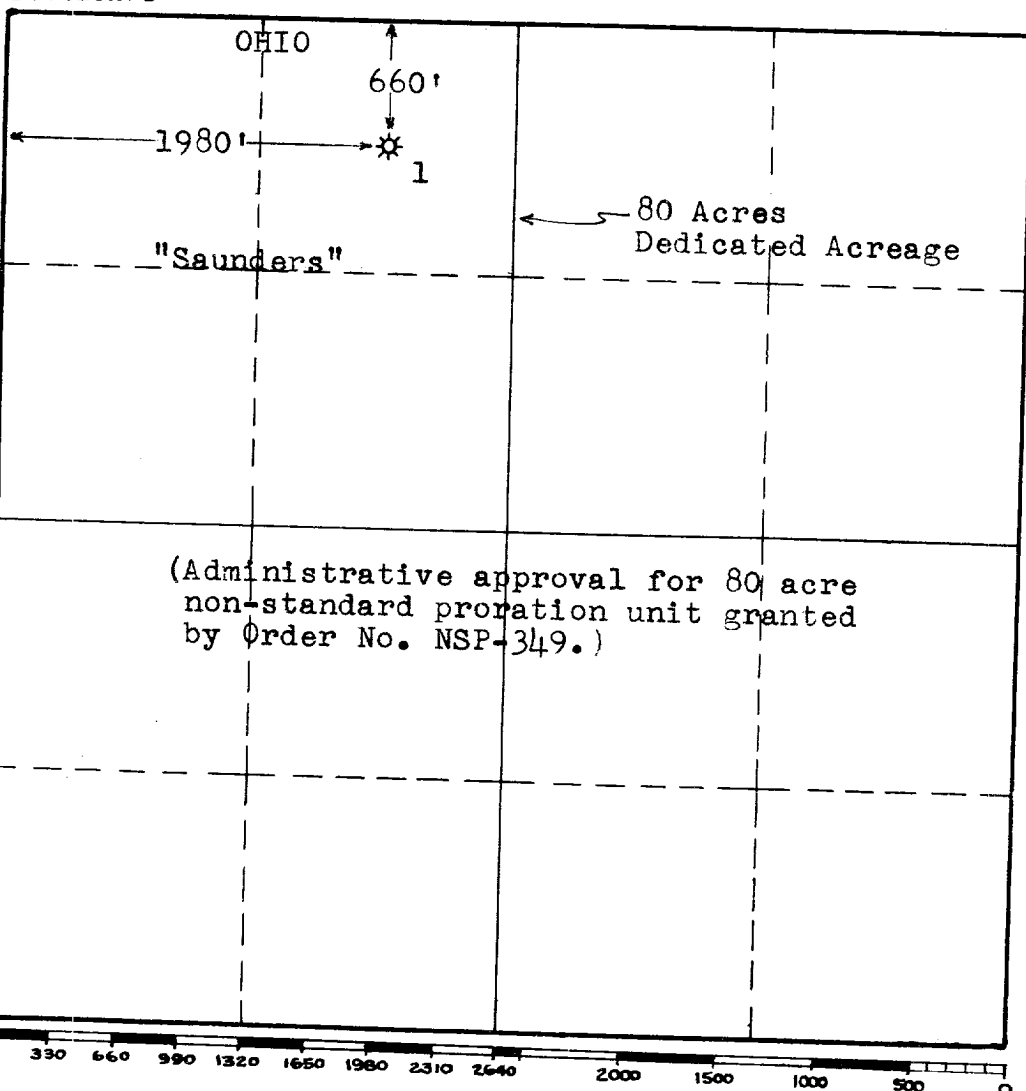 OHIO
660'
1980'
1
80 Acres
Dedicated Acreage
"Saunders"
(Administrative approval for 80 acre
non-standard proration unit granted
by Order No. NSP-349.)
330 660 990 1320 1650 1980 2310 2640 2000 1500 1000 500 0